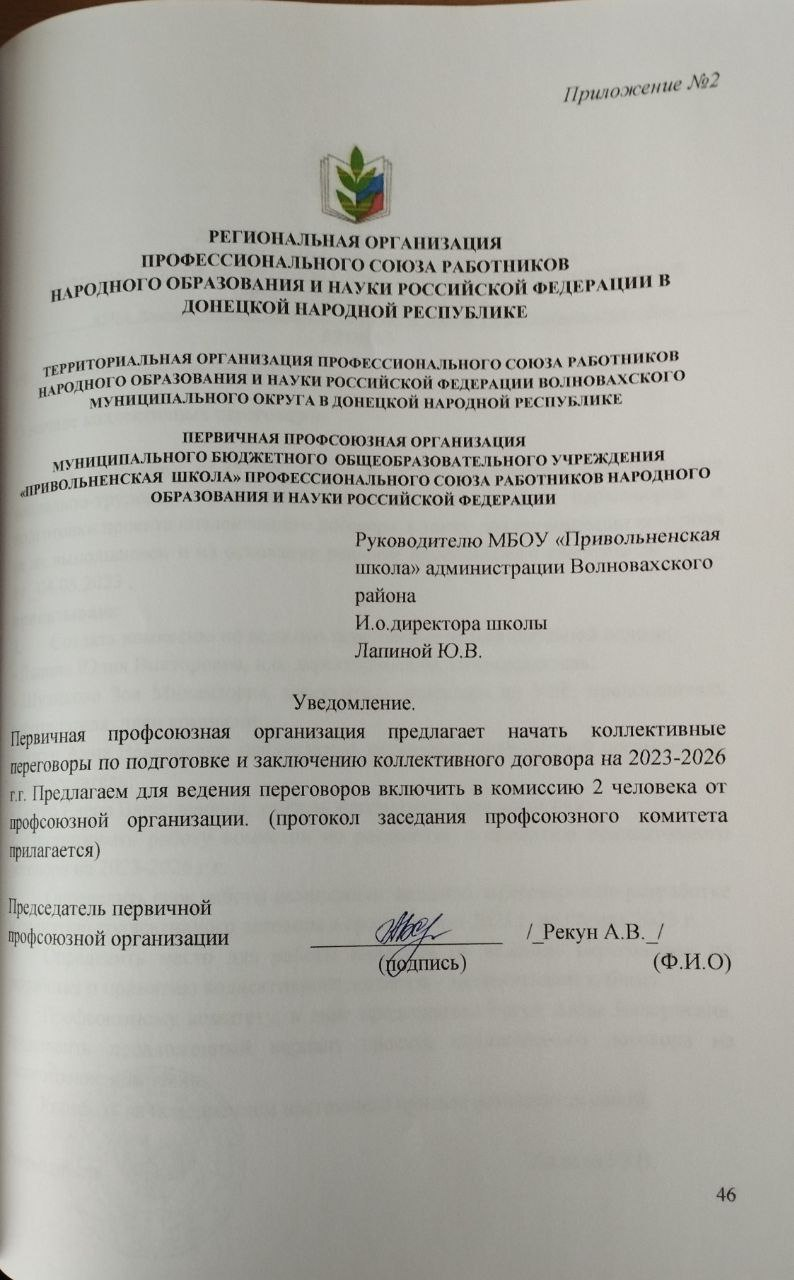 Приложение №2
РЕГИОНАЛЬНАЯ ОРГАНИЗАЦИЯ
ПРОФЕССИОНАЛЬНОГО СОЮЗА РАБОТНИКОВ
НАРОДНОГО ОБРАЗОВАНИЯ И НАУКИ РОССИЙСКОЙ ФЕДЕРАЦИИ В
ДОНЕЦКОЙ НАРОДНОЙ РЕСПУБЛИКЕ
ТЕРРИТОРИАЛЬНАЯ ОРГАНИЗАЦИЯ ПРОФЕССИОНАЛЬНОГО СОЮЗА РАБОТНИКОВ
НАРОДНОГО ОБРАЗОВАНИЯ И НАУКИ РОССИЙСКОЙ ФЕДЕРАЦИИ ВОЛНОВАХСКОГО
МУНИЦИПАЛЬНОГО ОКРУГА В ДОНЕЦКОЙ НАРОДНОЙ РЕСПУБЛИКЕ
ПЕРВИЧНАЯ ПРОФСОЮЗНАЯ ОРГАНИЗАЦИЯ
МУНИЦИПАЛЬНОГО БЮДЖЕТНОГО ОБЩЕОБРАЗОВАТЕЛЬНОГО УЧРЕЖДЕНИЯ
«ПРИВОЛЬНЕНСКАЯ ШКОЛА» ПРОФЕССИОНАЛЬНОГО СОЮЗА РАБОТНИКОВ НАРОДНОГО
ОБРАЗОВАНИЯ И НАУКИ РОССИЙСКОЙ ФЕДЕРАЦИИ
Руководителю МБОУ «Привольненская
школа» администрации Волновахского
района
И.о.директора школы
Лапиной Ю.В.
Уведомление.
Первичная профсоюзная организация предлагает начать коллективные
переговоры по подготовке и заключению коллективного договора на 2023-2026
г.г. Предлагаем для ведения переговоров включить в комиссию 2 человека от
профсоюзной организации. (протокол заседания профсоюзного комитета
прилагается)
Председатель первичной
профсоюзной организации /_Рекун А.В._/
(подпись) (Ф.И.О)
46